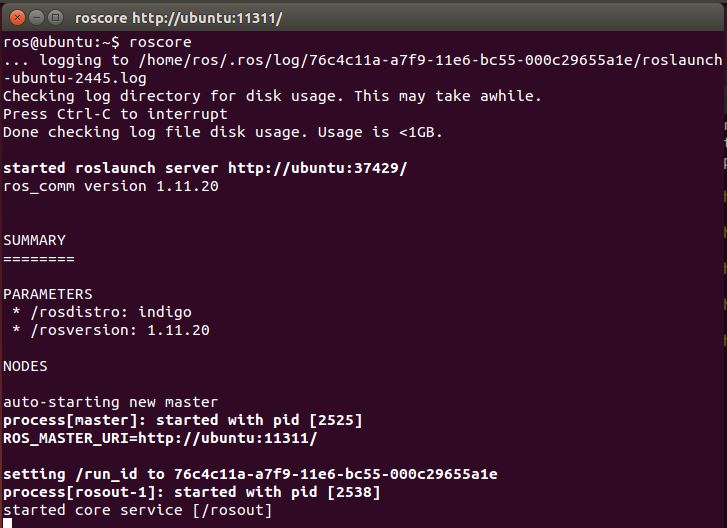 roscore http://ubuntu:11311/
ros@ubuntu:~$ roscore
... logging to /home/ros/.ros/log/76c4c11a-a7f9-11e6-bc55-000c29655a1e/roslaunch
-ubuntu-2445.log
Checking log directory for disk usage. This may take awhile.
Press Ctrl-C to interrupt
Done checking log file disk usage. Usage is <1GB.

started roslaunch server http://ubuntu:37429/
ros_comm version 1.11.20

SUMMARY
========

PARAMETERS
 * /rosdistro: indigo
 * /rosversion: 1.11.20

NODES

auto-starting new master
process[master]: started with pid [2525]
ROS_MASTER_URI=http://ubuntu:11311/

setting /run_id to 76c4c11a-a7f9-11e6-bc55-000c29655a1e
process[rosout-1]: started with pid [2538]
started core service [/rosout]